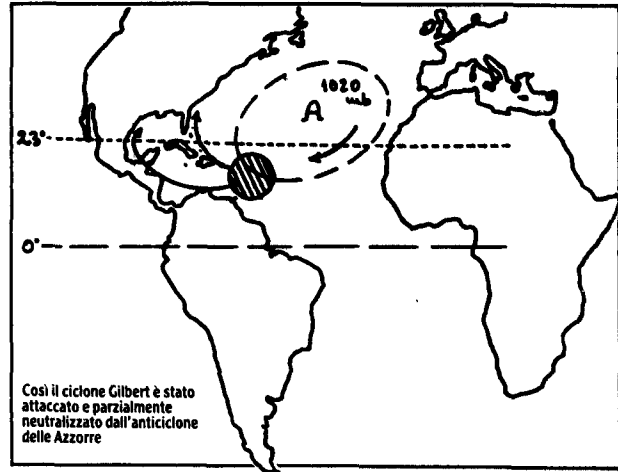 1020
mb
A
23°
0°
Così il ciclone Gilbert è stato
attaccato e parzialmente
neutralizzato dall'anticiclone
delle Azzorre